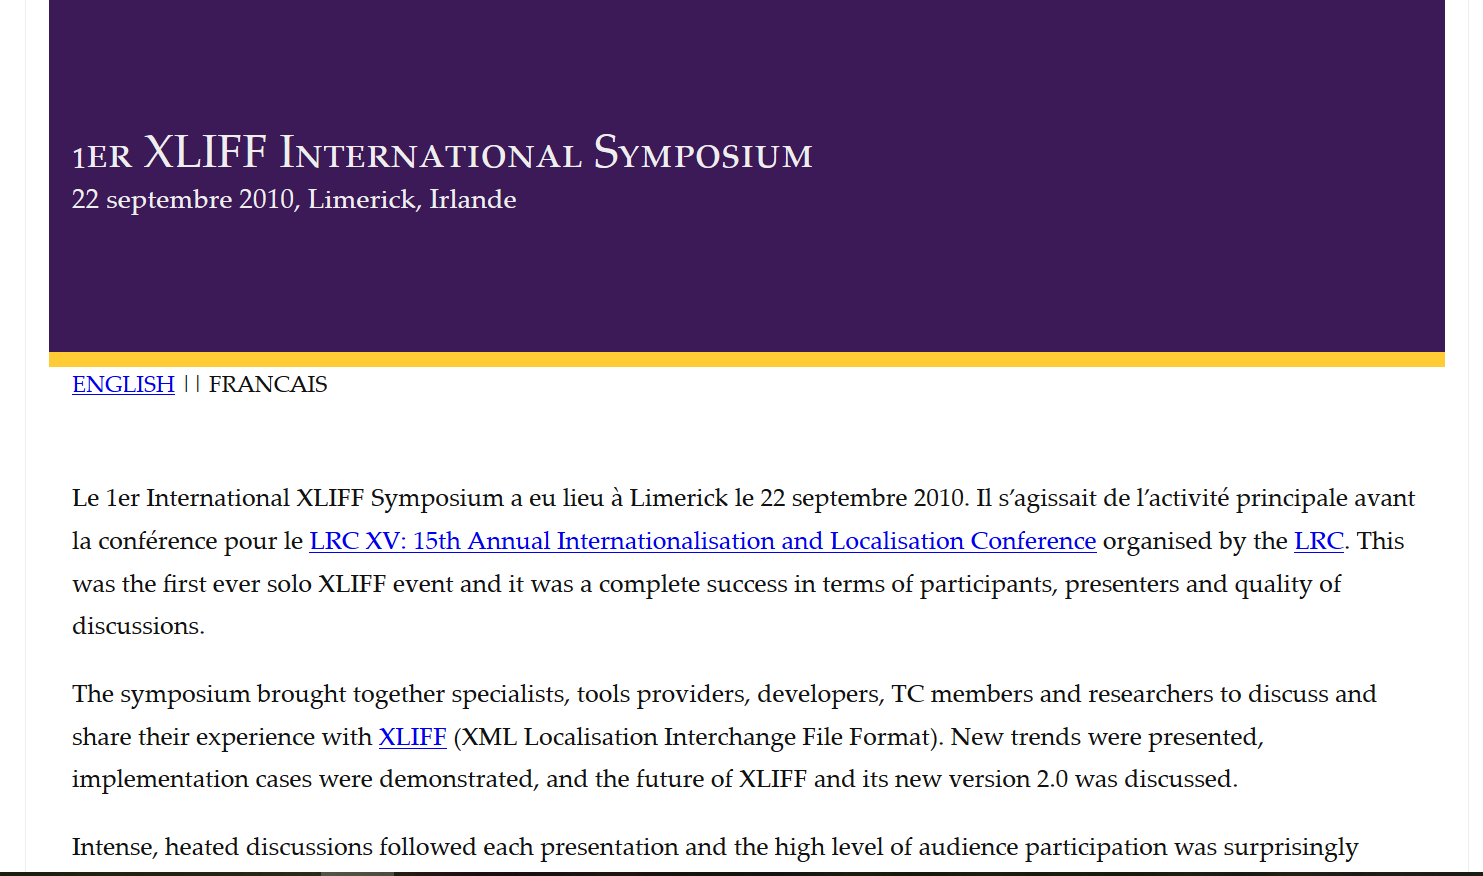 1er XLIFF International Symposium
22 septembre 2010, Limerick, Irlande
ENGLISH || FRANCAIS
Le 1er International XLIFF Symposium a eu lieu à Limerick le 22 septembre 2010. Il s’agissait de l’activité principale avant
la conférence pour le LRC XV: 15th Annual Internationalisation and Localisation Conference organised by the LRC. This
was the first ever solo XLIFF event and it was a complete success in terms of participants, presenters and quality of
discussions.
The symposium brought together specialists, tools providers, developers, TC members and researchers to discuss and
share their experience with XLIFF (XML Localisation Interchange File Format). New trends were presented,
implementation cases were demonstrated, and the future of XLIFF and its new version 2.0 was discussed.
Intense, heated discussions followed each presentation and the high level of audience participation was surprisingly